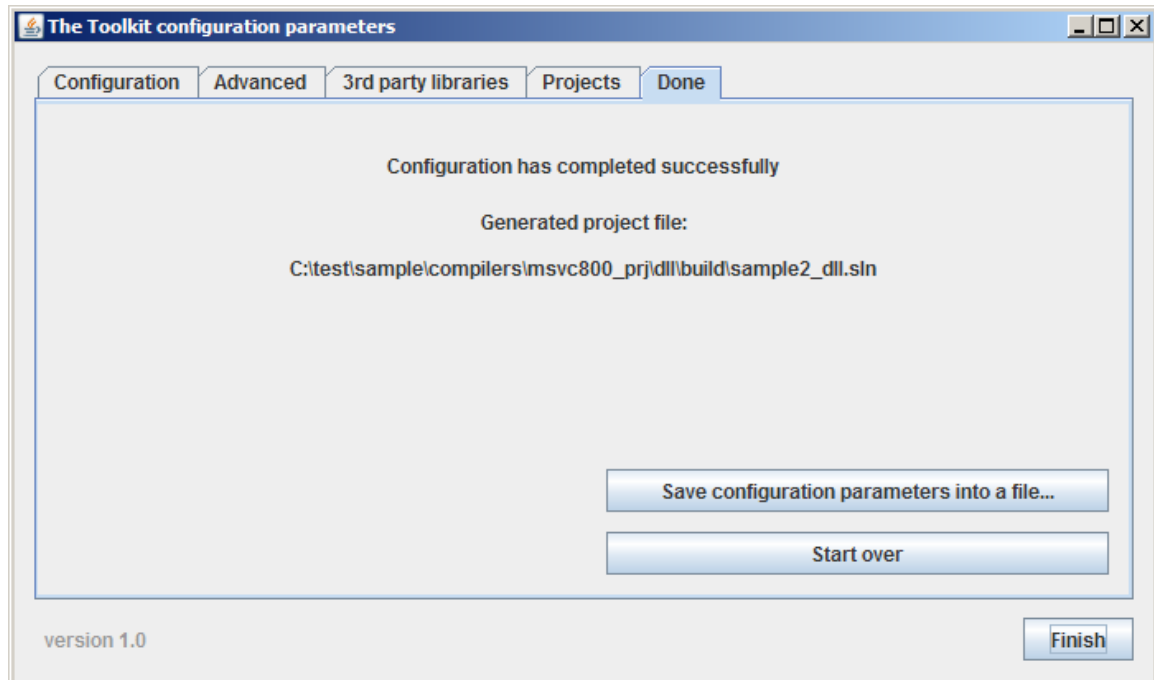 The Toolkit configuration parameters
Configuration Advanced 3rd party libraries Projects Done
Configuration has completed successfully
Generated project file:
C:\test\sample\compilers\msvc800_prj\dll\build\sample2_dll.sln
Save configuration parameters into a file...
Start over
version 1.0
Finish